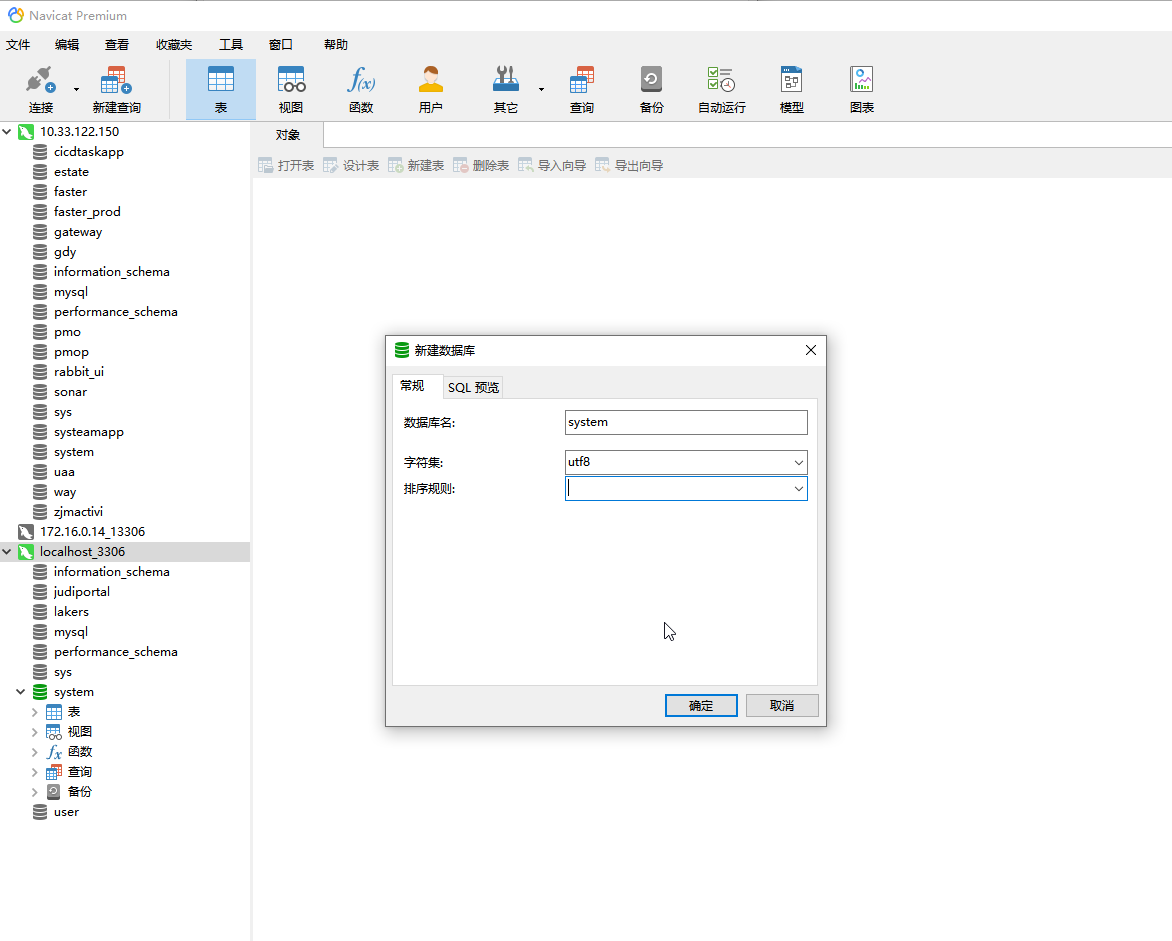 Navicat Premium
文件 编辑 查看 收藏夹 工具 窗口 帮助
连接 新建查询 表 视图 函数 用户 其它 查询 备份 自动运行 模型 图表
10.33.122.150
cicdtaskapp
estate
faster
faster_prod
gateway
gdy
information_schema
mysql
performance_schema
pmo
pmop
rabbit_ui
sonar
sys
systeamapp
system
uaa
way
zjmactivi
172.16.0.14_13306
localhost_3306
information_schema
judiportal
lakers
mysql
performance_schema
sys
system
表
视图
函数
查询
备份
user
对象
打开表 设计表 新建表 删除表 导入向导 导出向导
新建数据库
常规 SQL 预览
数据库名: system
字符集: utf8
排序规则:
确定 取消